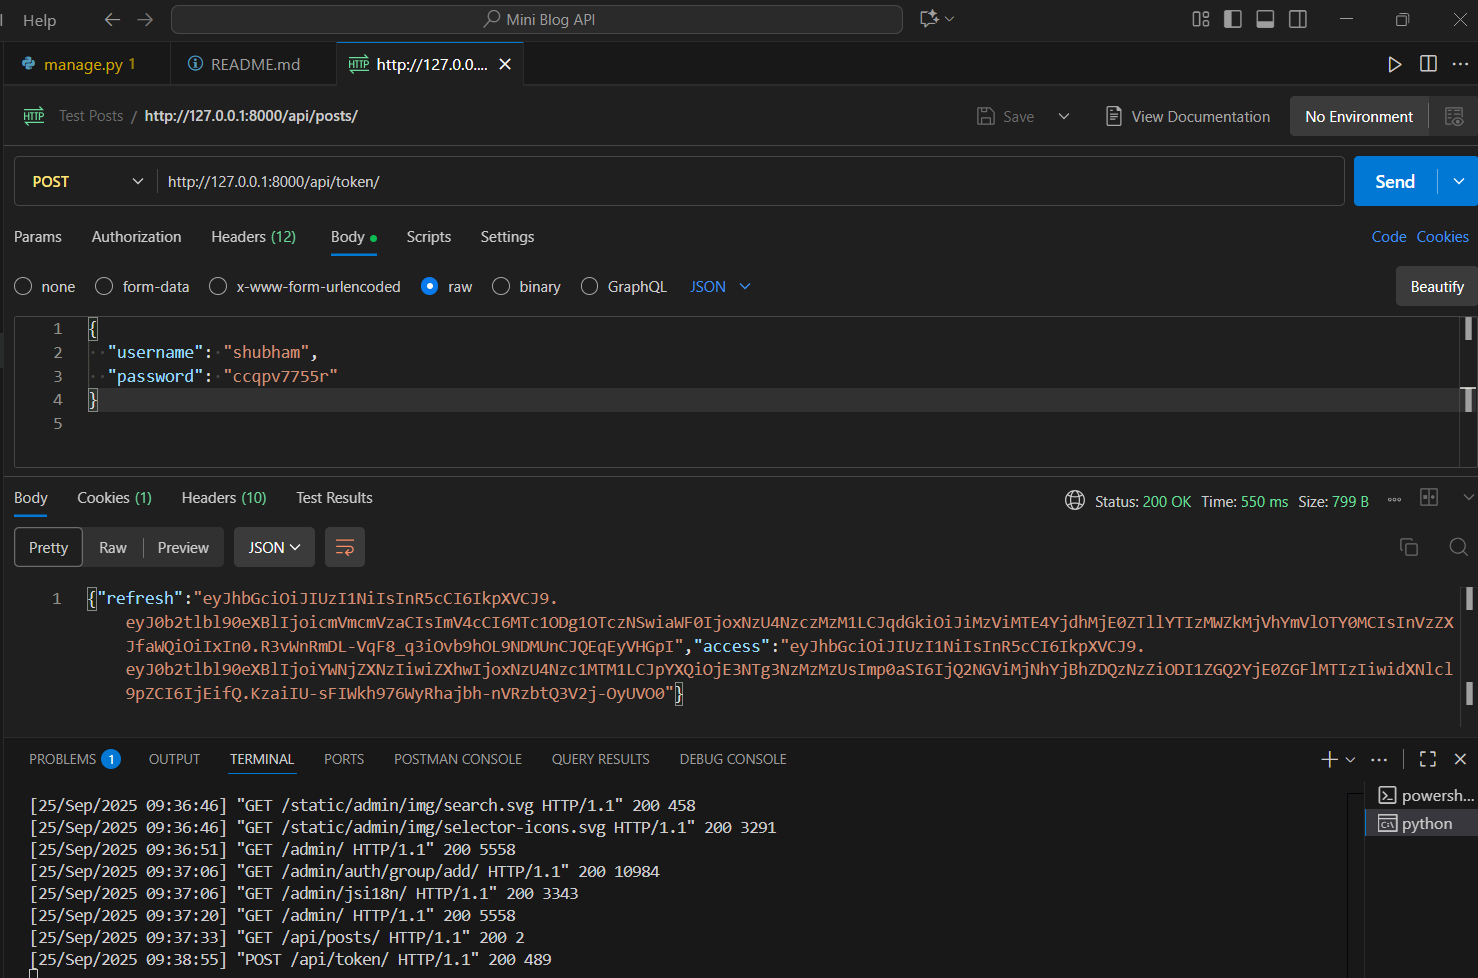 Help
Mini Blog API
manage.py 1
README.md
http://127.0.0....
Test Posts / http://127.0.0.1:8000/api/posts/
Save
View Documentation
No Environment
POST
http://127.0.0.1:8000/api/token/
Send
Params Authorization Headers (12) Body Scripts Settings
Code Cookies
none form-data x-www-form-urlencoded raw binary GraphQL JSON
Beautify
1 {
2 "username": "shubham",
3 "password": "ccqpv7755r"
4 }
5
Body Cookies (1) Headers (10) Test Results
Status: 200 OK Time: 550 ms Size: 799 B
Pretty Raw Preview JSON
1 {"refresh":"eyJhbGciOiJIUzI1NiIsInR5cCI6IkpXVCJ9.
eyJ0b2tlbl90eXBlIjoicmVmcmVzaCIsImV4cCI6MTc1ODg1OTczNSwiaWF0IjoxNzU4NzczMzM1LCJqdGkiOiJiMzViMTE4YjdhMjE0ZTllYTIzMWZkMjVhYmVlOTY0MCIsInVzZX
JfaWQiOiIxIn0.R3vWnRmDL-VqF8_q3iOvb9hOL9NDMUnCJQEqEyVHGpI","access":"eyJhbGciOiJIUzI1NiIsInR5cCI6IkpXVCJ9.
eyJ0b2tlbl90eXBlIjoiYWNjZXNzIiwiZXhwIjoxNzU4Nzc1MTM1LCJpYXQiOjE3NTg3NzMzMzUsImp0aSI6IjQ2NGViMjNhYjBhZDQzNzZiODI1ZGQ2YjE0ZGFlMTIzIiwidXNlcl
9pZCI6IjEifQ.KzaiIU-sFIWkh976WyRhajbh-nVRzbtQ3V2j-OyUVO0"}
PROBLEMS 1 OUTPUT TERMINAL PORTS POSTMAN CONSOLE QUERY RESULTS DEBUG CONSOLE
[25/Sep/2025 09:36:46] "GET /static/admin/img/search.svg HTTP/1.1" 200 458
[25/Sep/2025 09:36:46] "GET /static/admin/img/selector-icons.svg HTTP/1.1" 200 3291
[25/Sep/2025 09:36:51] "GET /admin/ HTTP/1.1" 200 5558
[25/Sep/2025 09:37:06] "GET /admin/auth/group/add/ HTTP/1.1" 200 10984
[25/Sep/2025 09:37:06] "GET /admin/jsi18n/ HTTP/1.1" 200 3343
[25/Sep/2025 09:37:20] "GET /admin/ HTTP/1.1" 200 5558
[25/Sep/2025 09:37:33] "GET /api/posts/ HTTP/1.1" 200 2
[25/Sep/2025 09:38:55] "POST /api/token/ HTTP/1.1" 200 489
powersh...
python